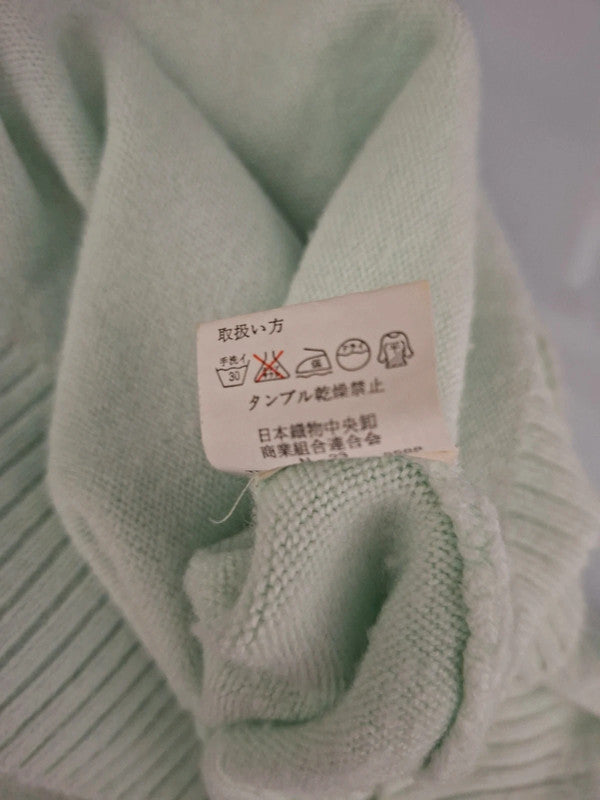 取扱い方
手洗イ
30
タンブル乾燥禁止
日本織物中央卸
商業組合連合会